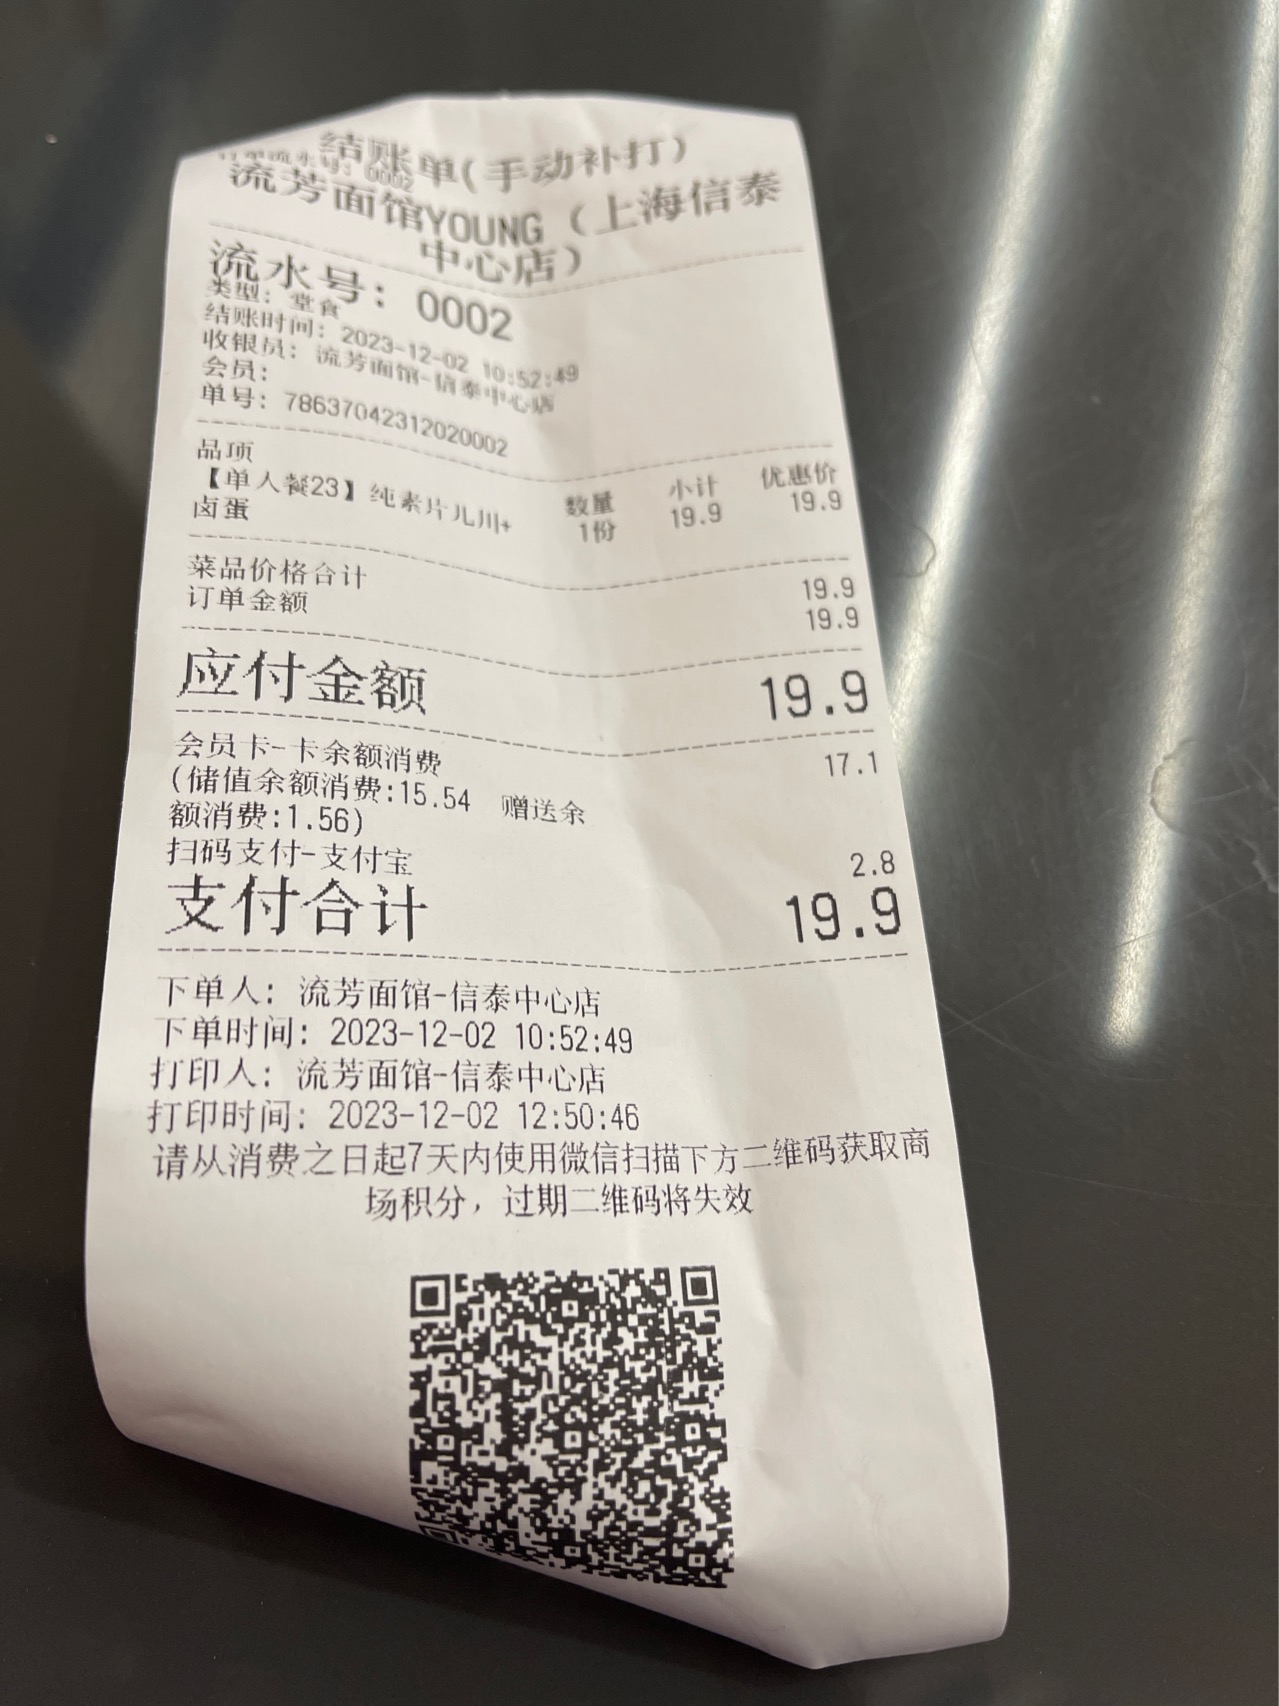 结账单(手动补打)
订单流水号: 0002
流芳面馆YOUNG（上海信泰
中心店）
流水号: 0002
类型: 堂食
结账时间: 2023-12-02 10:52:49
收银员: 流芳面馆-信泰中心店
会员:
单号: 78637042312020002
品项 数量 小计 优惠价
【单人餐23】纯素片儿川+ 1份 19.9 19.9
卤蛋
菜品价格合计 19.9
订单金额 19.9
应付金额 19.9
会员卡-卡余额消费 17.1
(储值余额消费:15.54 赠送余
额消费:1.56)
扫码支付-支付宝 2.8
支付合计 19.9
下单人: 流芳面馆-信泰中心店
下单时间: 2023-12-02 10:52:49
打印人: 流芳面馆-信泰中心店
打印时间: 2023-12-02 12:50:46
请从消费之日起7天内使用微信扫描下方二维码获取商
场积分，过期二维码将失效